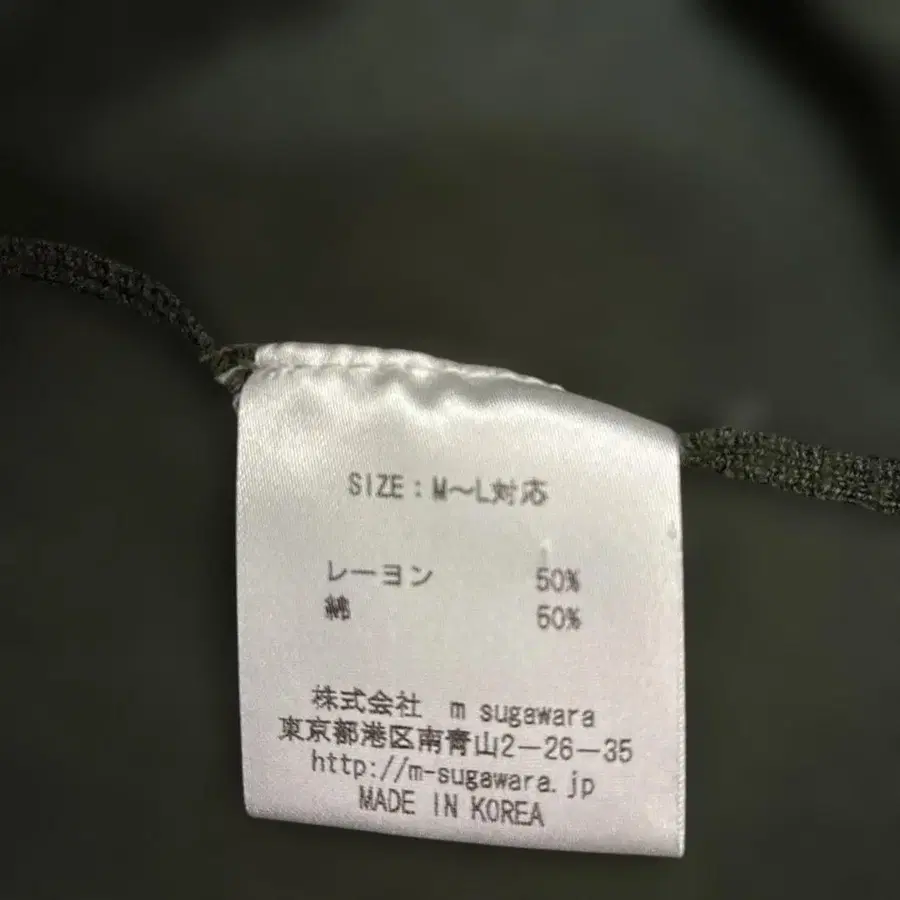 SIZE:M～L対応
レーヨン 50%
綿 50%
株式会社 m sugawara
東京都港区南青山2−26−35
http://m-sugawara.jp
MADE IN KOREA